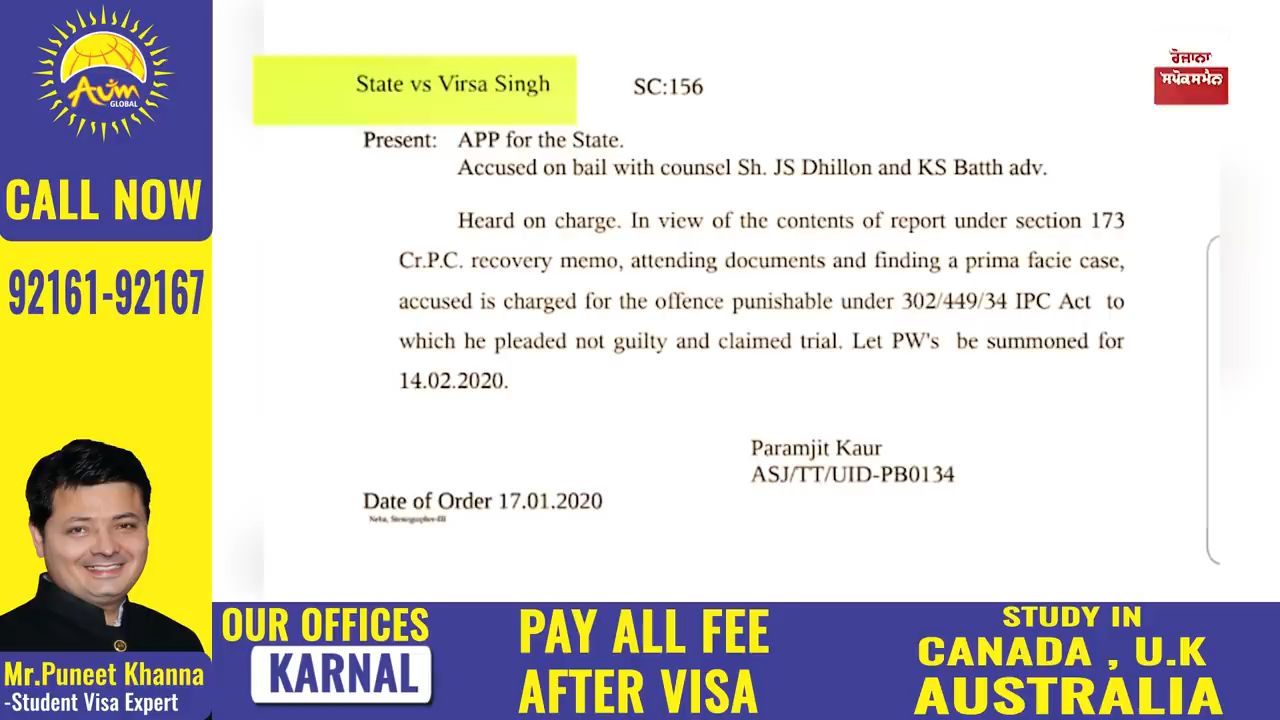 AUM
GLOBAL
CALL NOW
92161-92167
Mr.Puneet Khanna
-Student Visa Expert
ਰੋਜ਼ਾਨਾ
ਸਪੋਕਸਮੈਨ
State vs Virsa Singh SC:156
Present: APP for the State.
Accused on bail with counsel Sh. JS Dhillon and KS Batth adv.
Heard on charge. In view of the contents of report under section 173
Cr.P.C. recovery memo, attending documents and finding a prima facie case,
accused is charged for the offence punishable under 302/449/34 IPC Act to
which he pleaded not guilty and claimed trial. Let PW's be summoned for
14.02.2020.
Paramjit Kaur
ASJ/TT/UID-PB0134
Date of Order 17.01.2020
Neha, Stenographer-III
OUR OFFICES
KARNAL
PAY ALL FEE
AFTER VISA
STUDY IN
CANADA , U.K
AUSTRALIA